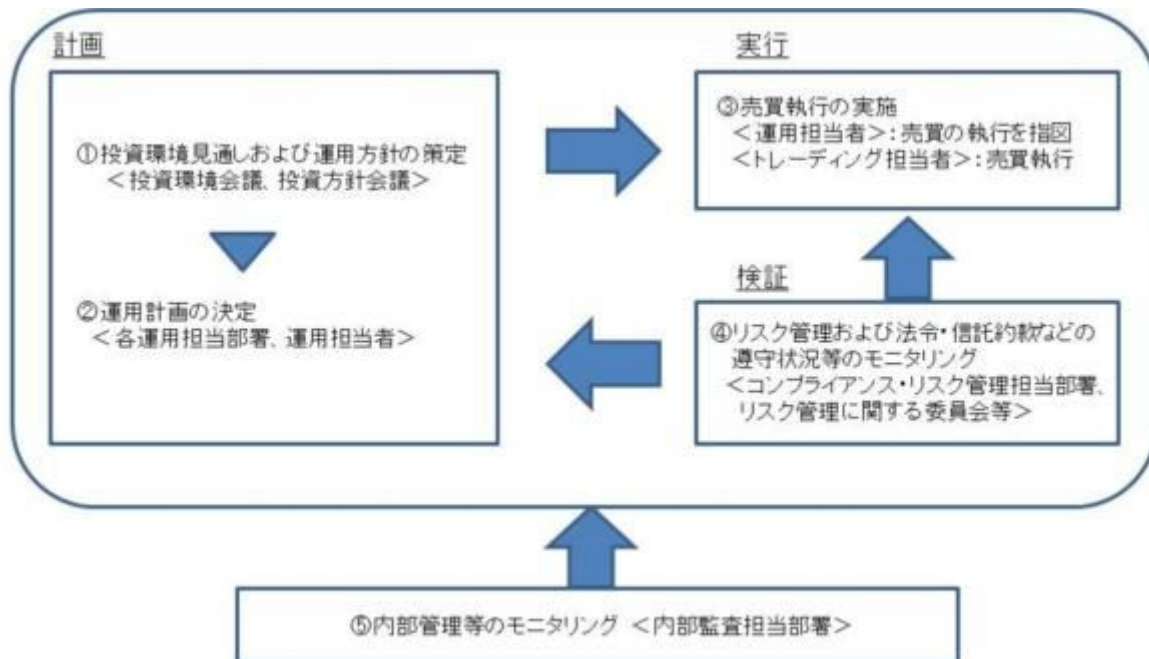 計画
①投資環境見通しおよび運用方針の策定
＜投資環境会議、投資方針会議＞
②運用計画の決定
＜各運用担当部署、運用担当者＞
実行
③売買執行の実施
＜運用担当者＞：売買の執行を指図
＜トレーディング担当者＞：売買執行
検証
④リスク管理および法令・信託約款などの
遵守状況等のモニタリング
＜コンプライアンス・リスク管理担当部署、
リスク管理に関する委員会等＞
⑤内部管理等のモニタリング ＜内部監査担当部署＞